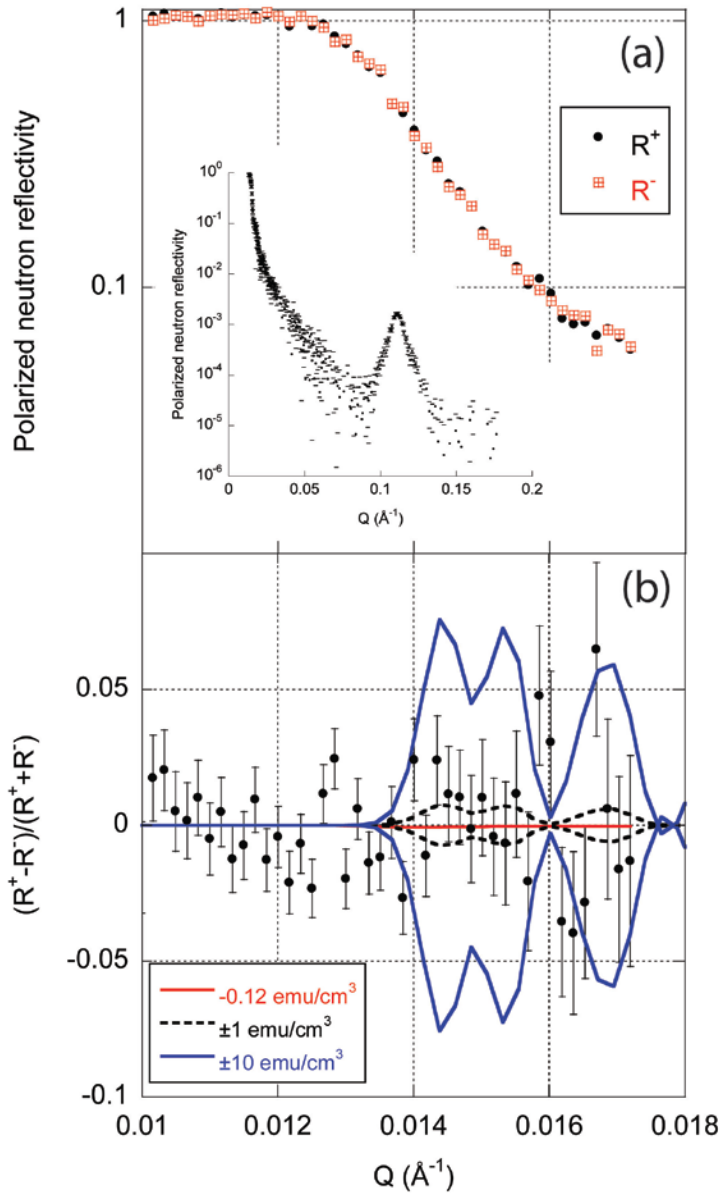 1
(a)
R⁺
R⁻
Polarized neutron reflectivity
0.1
10⁰
10⁻¹
10⁻²
10⁻³
10⁻⁴
10⁻⁵
10⁻⁶
Polarized neutron reflectivity
0 0.05 0.1 0.15 0.2
Q (Å⁻¹)
(b)
0.05
0
-0.05
-0.1
(R⁺-R⁻)/(R⁺+R⁻)
-0.12 emu/cm³
±1 emu/cm³
±10 emu/cm³
0.01 0.012 0.014 0.016 0.018
Q (Å⁻¹)